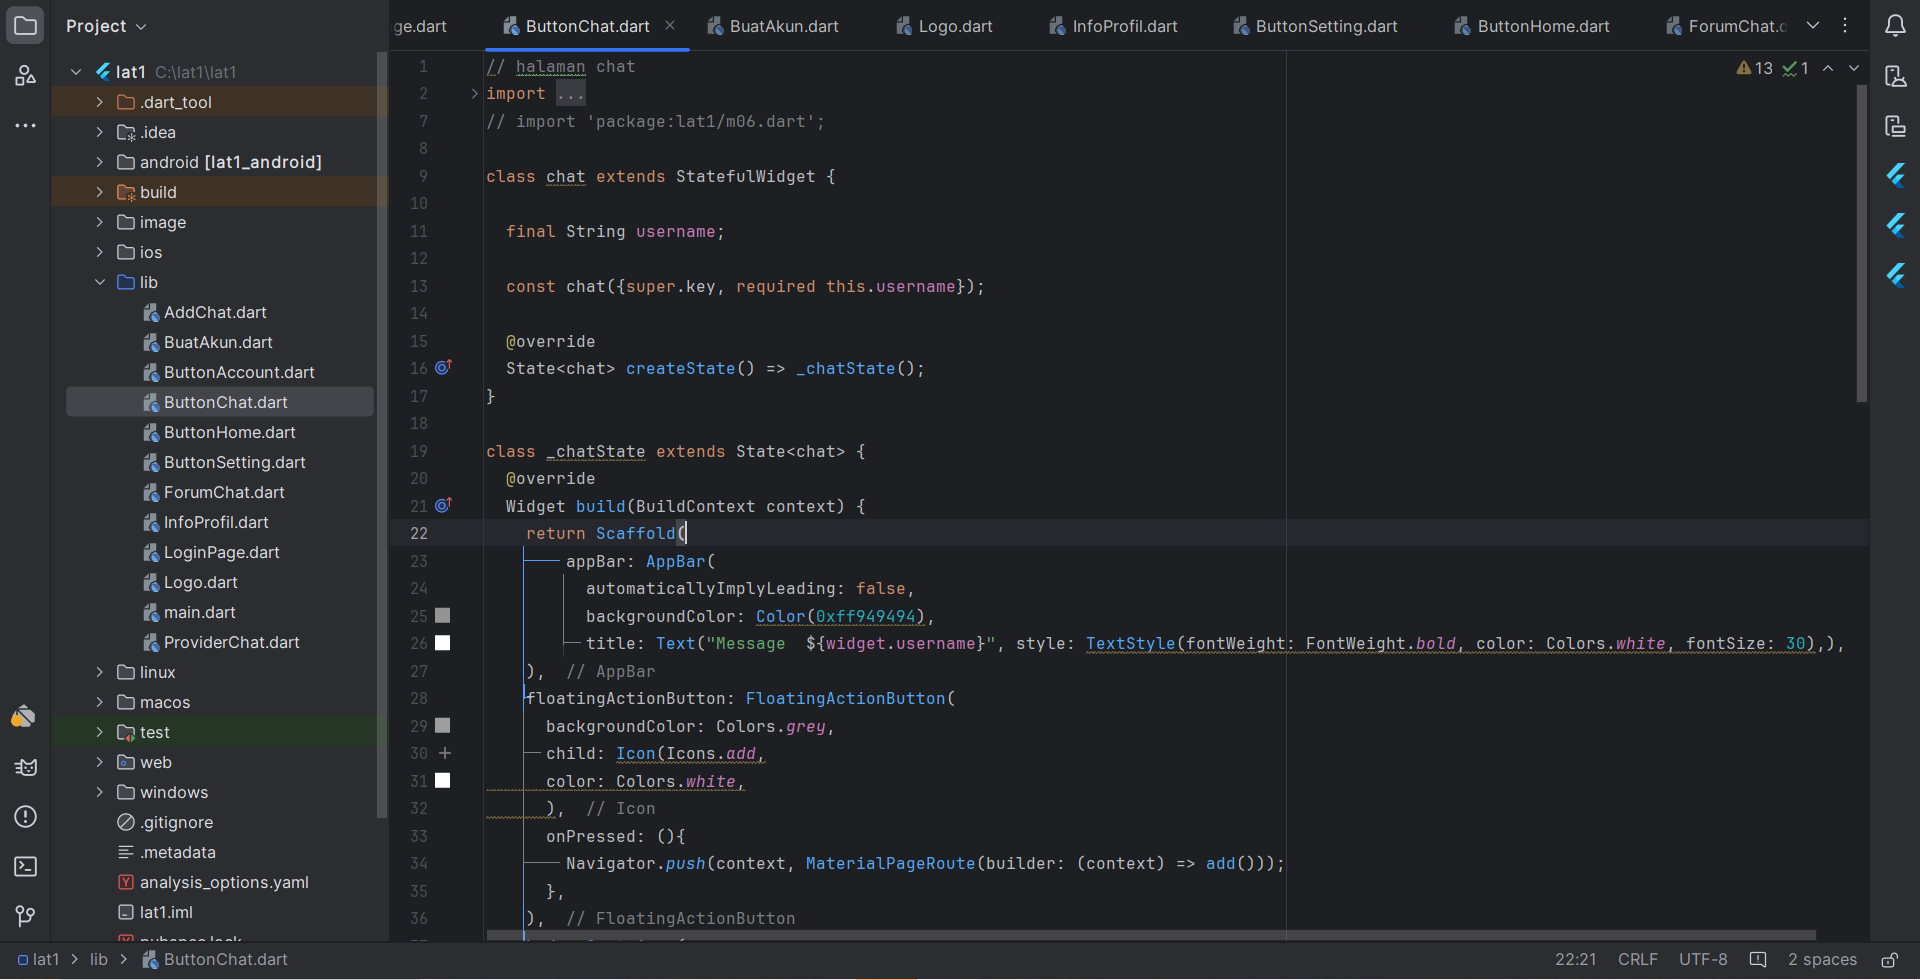 Project
ge.dart
ButtonChat.dart
BuatAkun.dart
Logo.dart
InfoProfil.dart
ButtonSetting.dart
ButtonHome.dart
ForumChat.d
lat1 C:\lat1\lat1
.dart_tool
.idea
android [lat1_android]
build
image
ios
lib
AddChat.dart
BuatAkun.dart
ButtonAccount.dart
ButtonChat.dart
ButtonHome.dart
ButtonSetting.dart
ForumChat.dart
InfoProfil.dart
LoginPage.dart
Logo.dart
main.dart
ProviderChat.dart
linux
macos
test
web
windows
.gitignore
.metadata
analysis_options.yaml
lat1.iml
pubspec.lock
13 1
1 // halaman chat
2 import ...
7 // import 'package:lat1/m06.dart';
8
9 class chat extends StatefulWidget {
10
11 final String username;
12
13 const chat({super.key, required this.username});
14
15 @override
16 State<chat> createState() => _chatState();
17 }
18
19 class _chatState extends State<chat> {
20 @override
21 Widget build(BuildContext context) {
22 return Scaffold(
23 appBar: AppBar(
24 automaticallyImplyLeading: false,
25 backgroundColor: Color(0xff949494),
26 title: Text("Message  ${widget.username}", style: TextStyle(fontWeight: FontWeight.bold, color: Colors.white, fontSize: 30),),
27 ), // AppBar
28 floatingActionButton: FloatingActionButton(
29 backgroundColor: Colors.grey,
30 child: Icon(Icons.add,
31 color: Colors.white,
32 ), // Icon
33 onPressed: (){
34 Navigator.push(context, MaterialPageRoute(builder: (context) => add()));
35 },
36 ), // FloatingActionButton
lat1 > lib > ButtonChat.dart
22:21 CRLF UTF-8 2 spaces